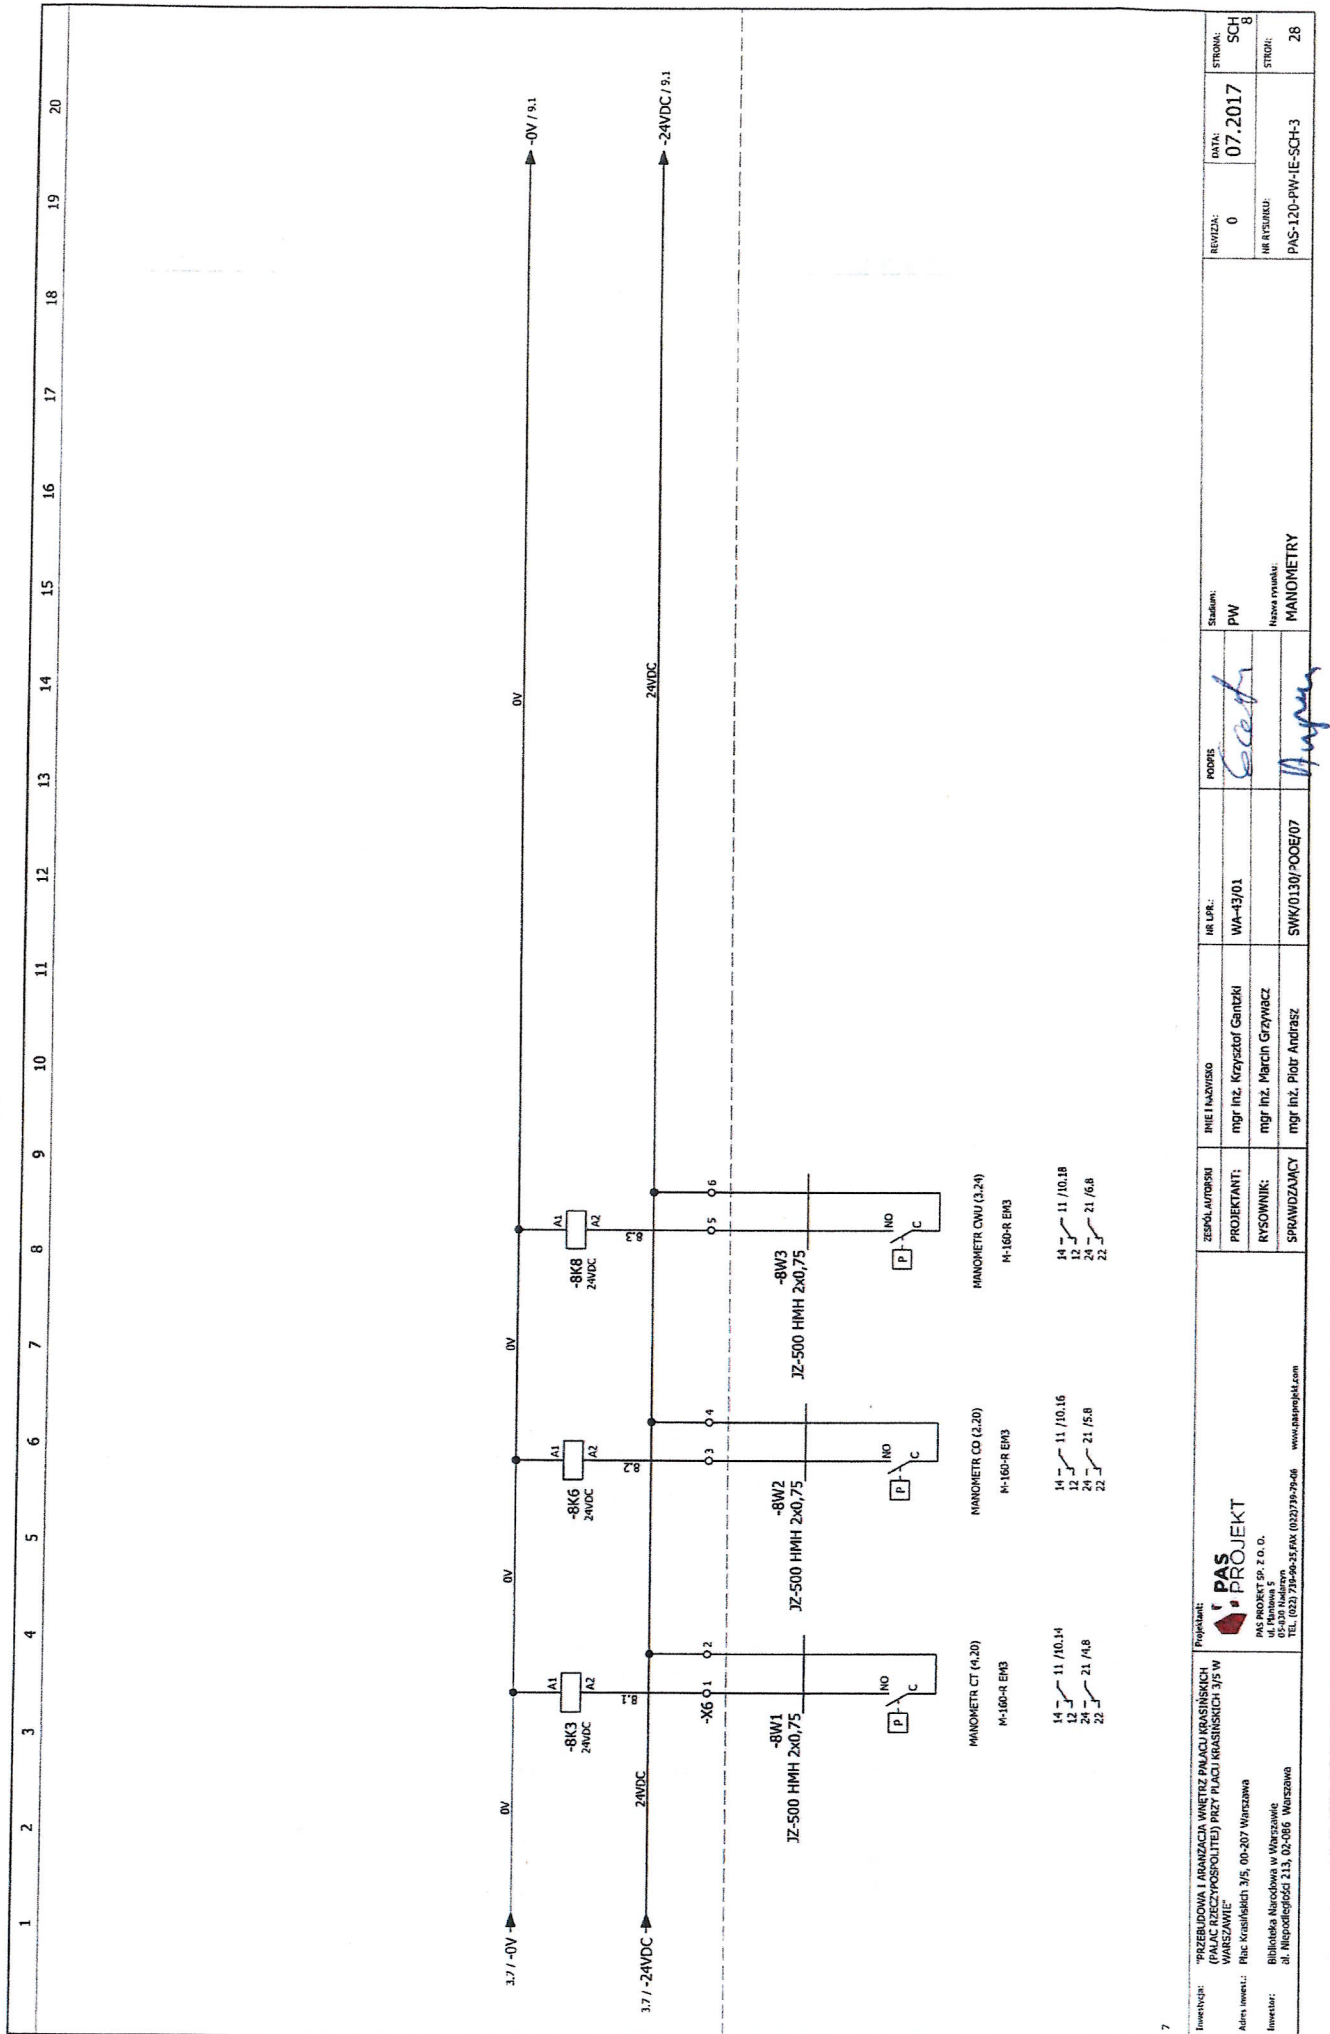 1 2 3 4 5 6 7 8 9 10 11 12 13 14 15 16 17 18 19 20
3.7 / -0V
0V
0V
0V
0V
-0V / 9.1
3.7 / -24VDC
24VDC
24VDC
-24VDC / 9.1
-8K3
24VDC
A1
A2
8.1
-8K6
24VDC
A1
A2
8.2
-8K8
24VDC
A1
A2
8.3
-X6 1 2
3 4
5 6
-8W1
JZ-500 HMH 2x0,75
-8W2
JZ-500 HMH 2x0,75
-8W3
JZ-500 HMH 2x0,75
P NO C
P NO C
P NO C
MANOMETR CT (4.20)
M-160-R EM3
MANOMETR CO (2.20)
M-160-R EM3
MANOMETR CWU (3.24)
M-160-R EM3
14 11 /10.14
12
24 21 /4.8
22
14 11 /10.16
12
24 21 /5.8
22
14 11 /10.18
12
24 21 /6.8
22
7
Inwestycja: "PRZEBUDOWA I ARANŻACJA WNĘTRZ PAŁACU KRASIŃSKICH
(PAŁAC RZECZYPOSPOLITEJ) PRZY PLACU KRASIŃSKICH 3/5 W
WARSZAWIE"
Adres inwest.: Plac Krasińskich 3/5, 00-207 Warszawa
Inwestor: Biblioteka Narodowa w Warszawie
al. Niepodległości 213, 02-086 Warszawa
Projektant:
PAS
PROJEKT
PAS PROJEKT SP. Z O. O.
ul. Plantowa 5
05-830 Nadarzyn
TEL. (022) 739-90-25,FAX (022)739-79-06 www.pasprojekt.com
ZESPÓŁ AUTORSKI IMIE I NAZWISKO NR UPR.: PODPIS
PROJEKTANT: mgr inż. Krzysztof Gantzki WA-43/01
RYSOWNIK: mgr inż. Marcin Grzywacz
SPRAWDZAJĄCY mgr inż. Piotr Andrasz SWK/0130/POOE/07
Stadium:
PW
Nazwa rysunku:
MANOMETRY
REWIZJA: 0
DATA: 07.2017
STRONA: SCH
8
NR RYSUNKU:
PAS-120-PW-IE-SCH-3
STRON: 28